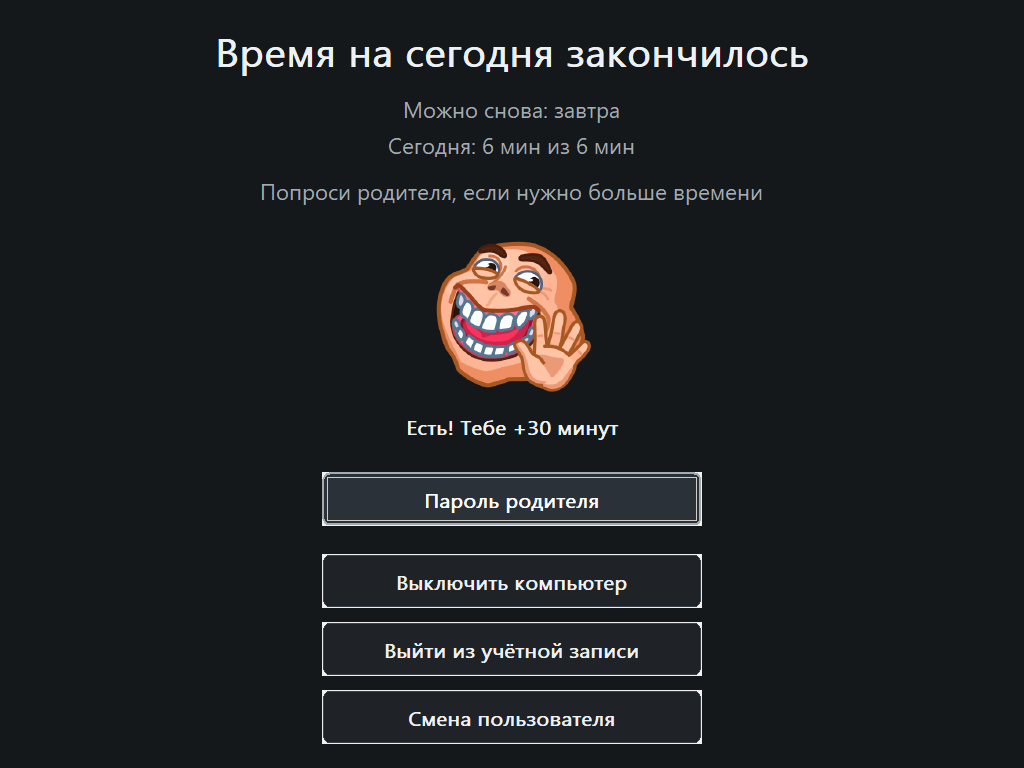 Время на сегодня закончилось
Можно снова: завтра
Сегодня: 6 мин из 6 мин
Попроси родителя, если нужно больше времени
Есть! Тебе +30 минут
Пароль родителя
Выключить компьютер
Выйти из учётной записи
Смена пользователя